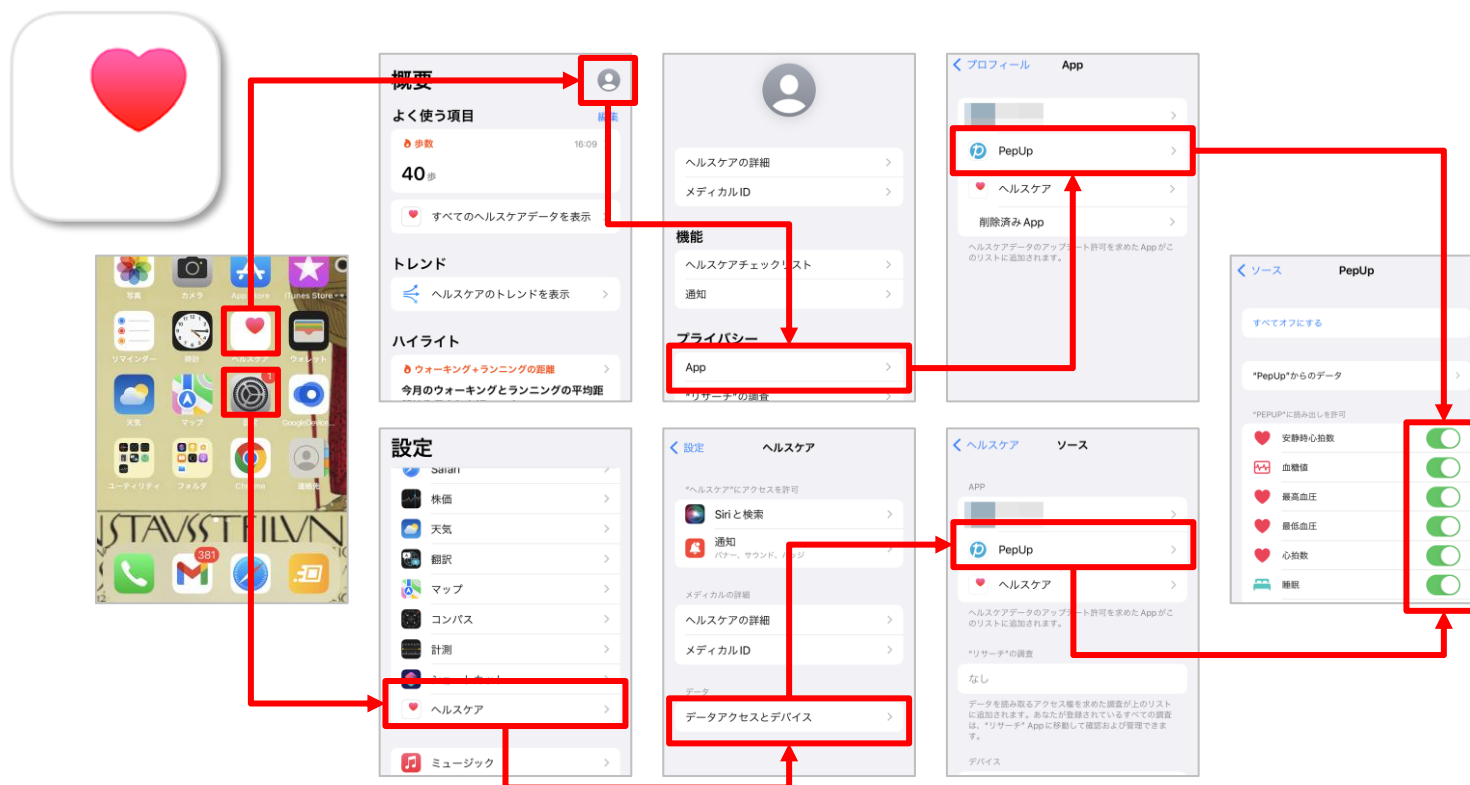 写真
カメラ
App Store
iTunes Store
リマインダー
時計
ヘルスケア
ウォレット
天気
マップ
設定
1
GoogleDevice...
ユーティリティ
フォルダ
Chrome
連絡先
381
概要
よく使う項目
編集
歩数
16:09
40歩
すべてのヘルスケアデータを表示
トレンド
ヘルスケアのトレンドを表示
ハイライト
ウォーキング+ランニングの距離
今月のウォーキングとランニングの平均距
ヘルスケアの詳細
メディカルID
機能
ヘルスケアチェックリスト
通知
プライバシー
App
"リサーチ"の調査
プロフィール
App
PepUp
ヘルスケア
削除済みApp
ヘルスケアデータのアップデート許可を求めたAppがこ
のリストに追加されます。
設定
Safari
株価
天気
翻訳
マップ
コンパス
計測
ショートカット
ヘルスケア
ミュージック
設定
ヘルスケア
"ヘルスケア"にアクセスを許可
Siriと検索
通知
バナー、サウンド、バッジ
メディカルの詳細
ヘルスケアの詳細
メディカルID
データ
データアクセスとデバイス
ヘルスケア
ソース
APP
PepUp
ヘルスケア
ヘルスケアデータのアップデート許可を求めたAppがこ
のリストに追加されます。
"リサーチ"の調査
なし
データを読み取るアクセス権を求めた調査が上のリスト
に追加されます。あなたが登録されているすべての調査
は、"リサーチ" Appに移動して確認および管理できま
す。
デバイス
ソース
PepUp
すべてオフにする
"PepUp"からのデータ
"PEPUP"に読み出しを許可
安静時心拍数
血糖値
最高血圧
最低血圧
心拍数
睡眠